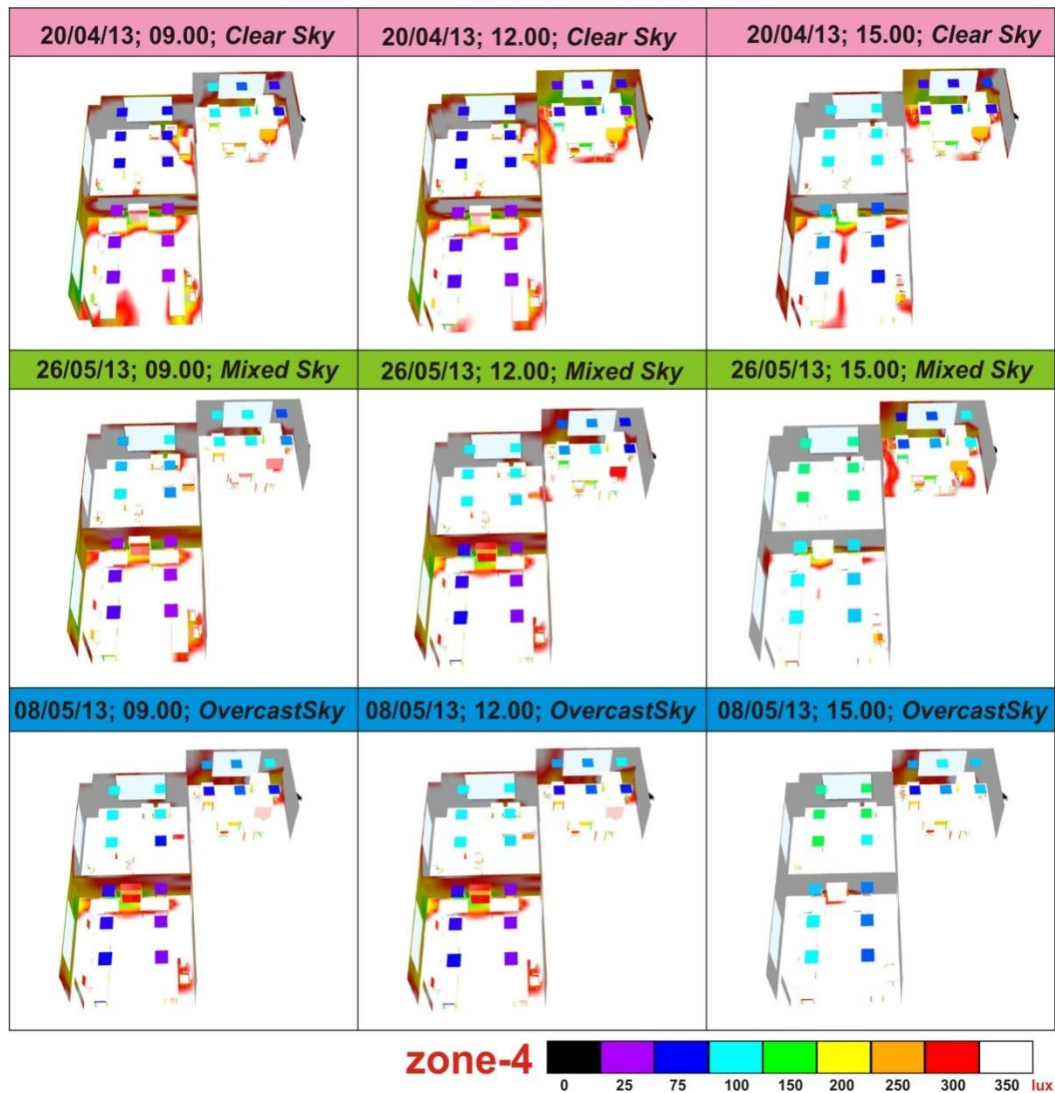 20/04/13; 09.00; Clear Sky
20/04/13; 12.00; Clear Sky
20/04/13; 15.00; Clear Sky
26/05/13; 09.00; Mixed Sky
26/05/13; 12.00; Mixed Sky
26/05/13; 15.00; Mixed Sky
08/05/13; 09.00; OvercastSky
08/05/13; 12.00; OvercastSky
08/05/13; 15.00; OvercastSky
zone-4
0 25 75 100 150 200 250 300 350 lux